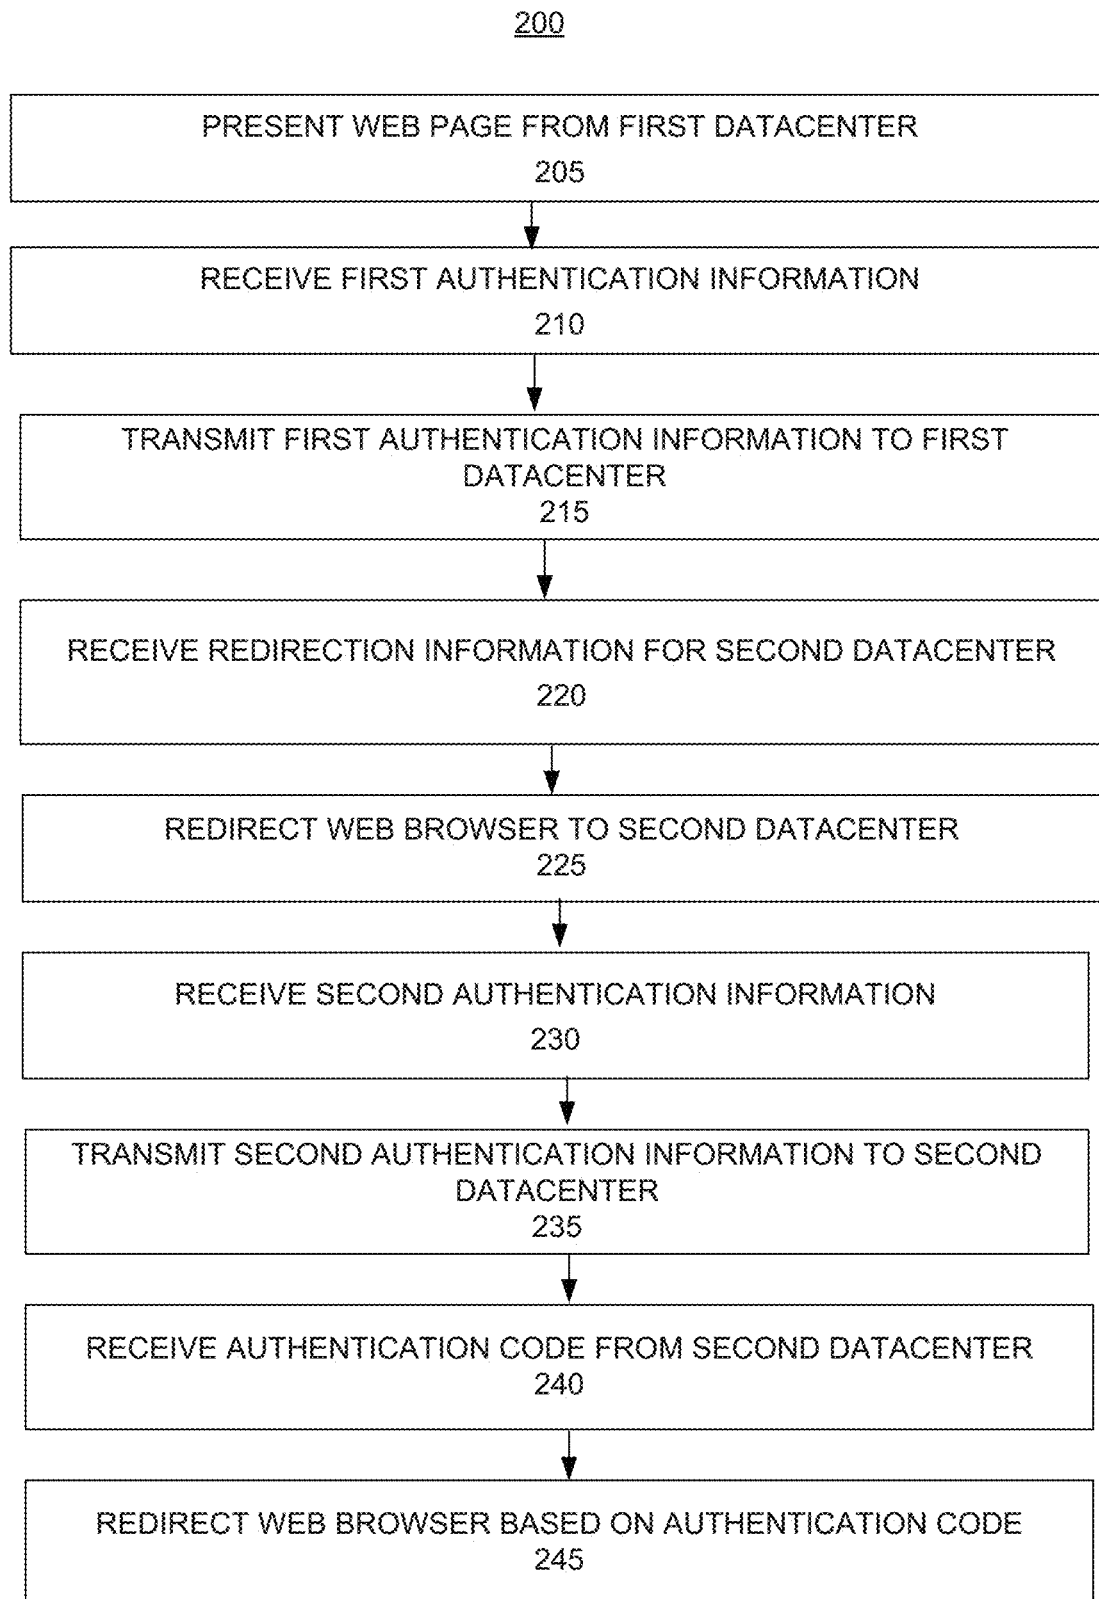 200
PRESENT WEB PAGE FROM FIRST DATACENTER
205
RECEIVE FIRST AUTHENTICATION INFORMATION
210
TRANSMIT FIRST AUTHENTICATION INFORMATION TO FIRST
DATACENTER
215
RECEIVE REDIRECTION INFORMATION FOR SECOND DATACENTER
220
REDIRECT WEB BROWSER TO SECOND DATACENTER
225
RECEIVE SECOND AUTHENTICATION INFORMATION
230
TRANSMIT SECOND AUTHENTICATION INFORMATION TO SECOND
DATACENTER
235
RECEIVE AUTHENTICATION CODE FROM SECOND DATACENTER
240
REDIRECT WEB BROWSER BASED ON AUTHENTICATION CODE
245